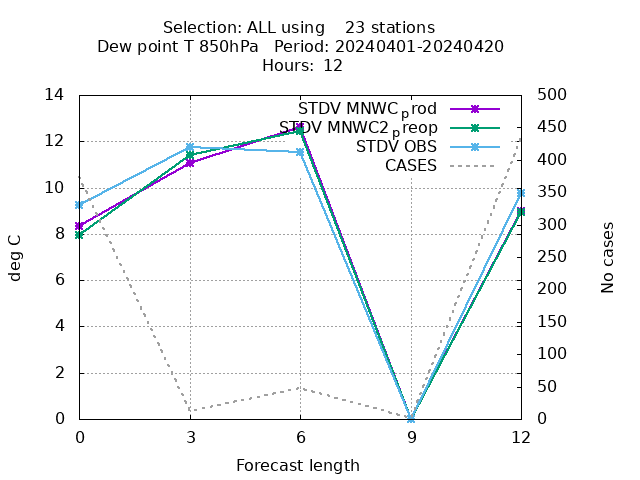 Selection: ALL using    23 stations
Dew point T 850hPa   Period: 20240401-20240420
Hours: 12
14
12
10
8
6
4
2
0
deg C
STDV MNWC_prod
STDV MNWC2_preop
STDV OBS
CASES
500
450
400
350
300
250
200
150
100
50
0
No cases
0 3 6 9 12
Forecast length